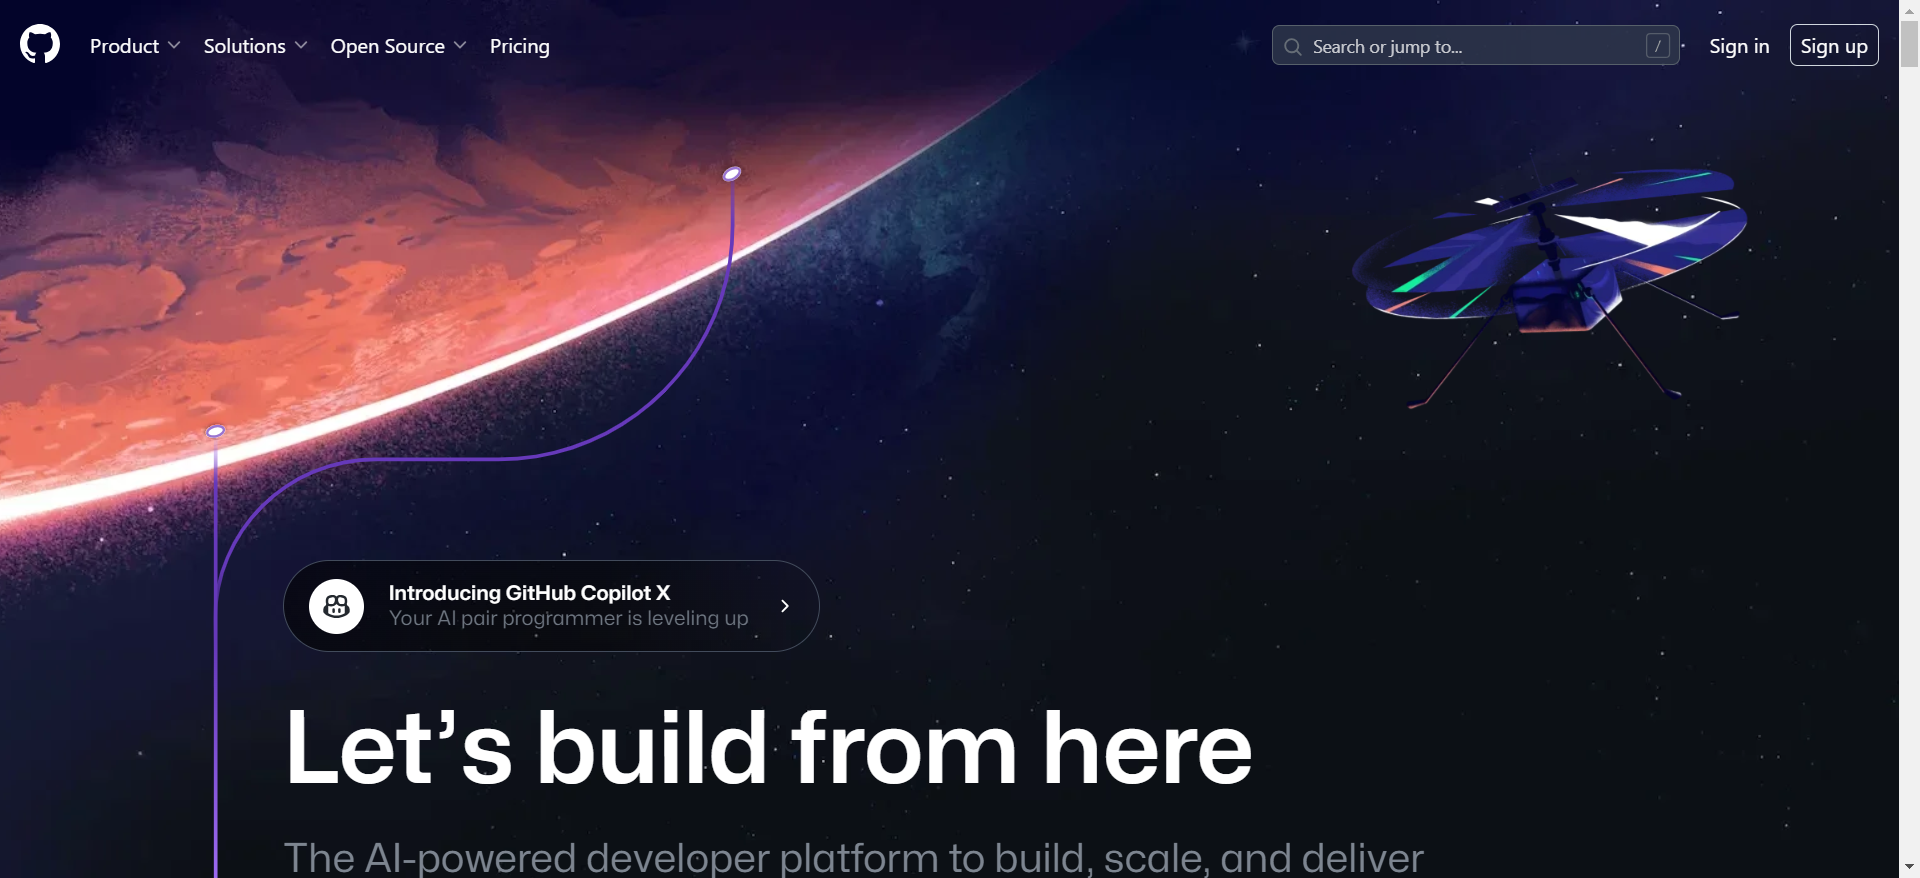 Product
Solutions
Open Source
Pricing
Search or jump to...
/
Sign in
Sign up
Introducing GitHub Copilot X
Your AI pair programmer is leveling up
Let’s build from here
The AI-powered developer platform to build, scale, and deliver